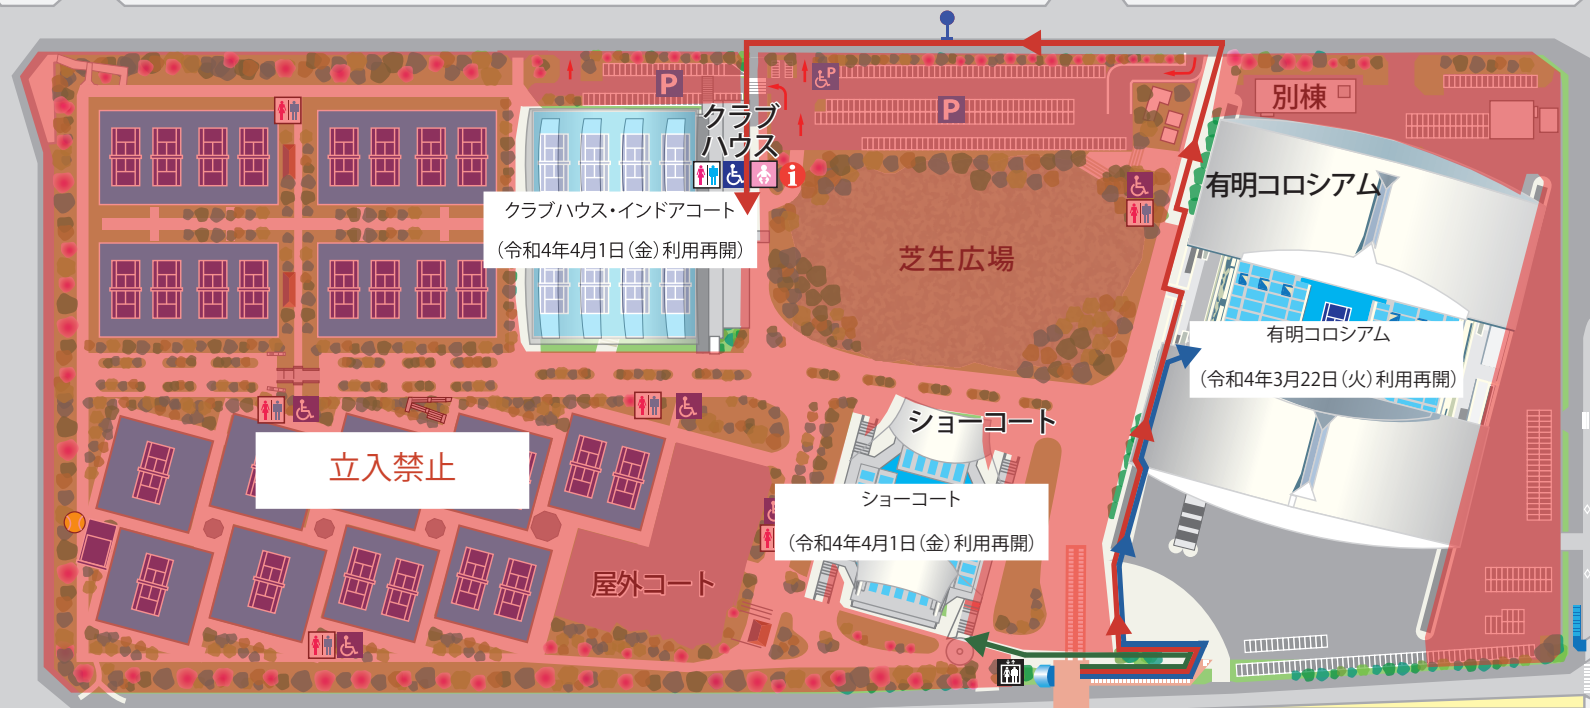 P
P
P
別棟
クラブ
ハウス
i
有明コロシアム
クラブハウス・インドアコート
(令和4年4月1日(金)利用再開)
芝生広場
有明コロシアム
(令和4年3月22日(火)利用再開)
ショーコート
立入禁止
ショーコート
(令和4年4月1日(金)利用再開)
屋外コート